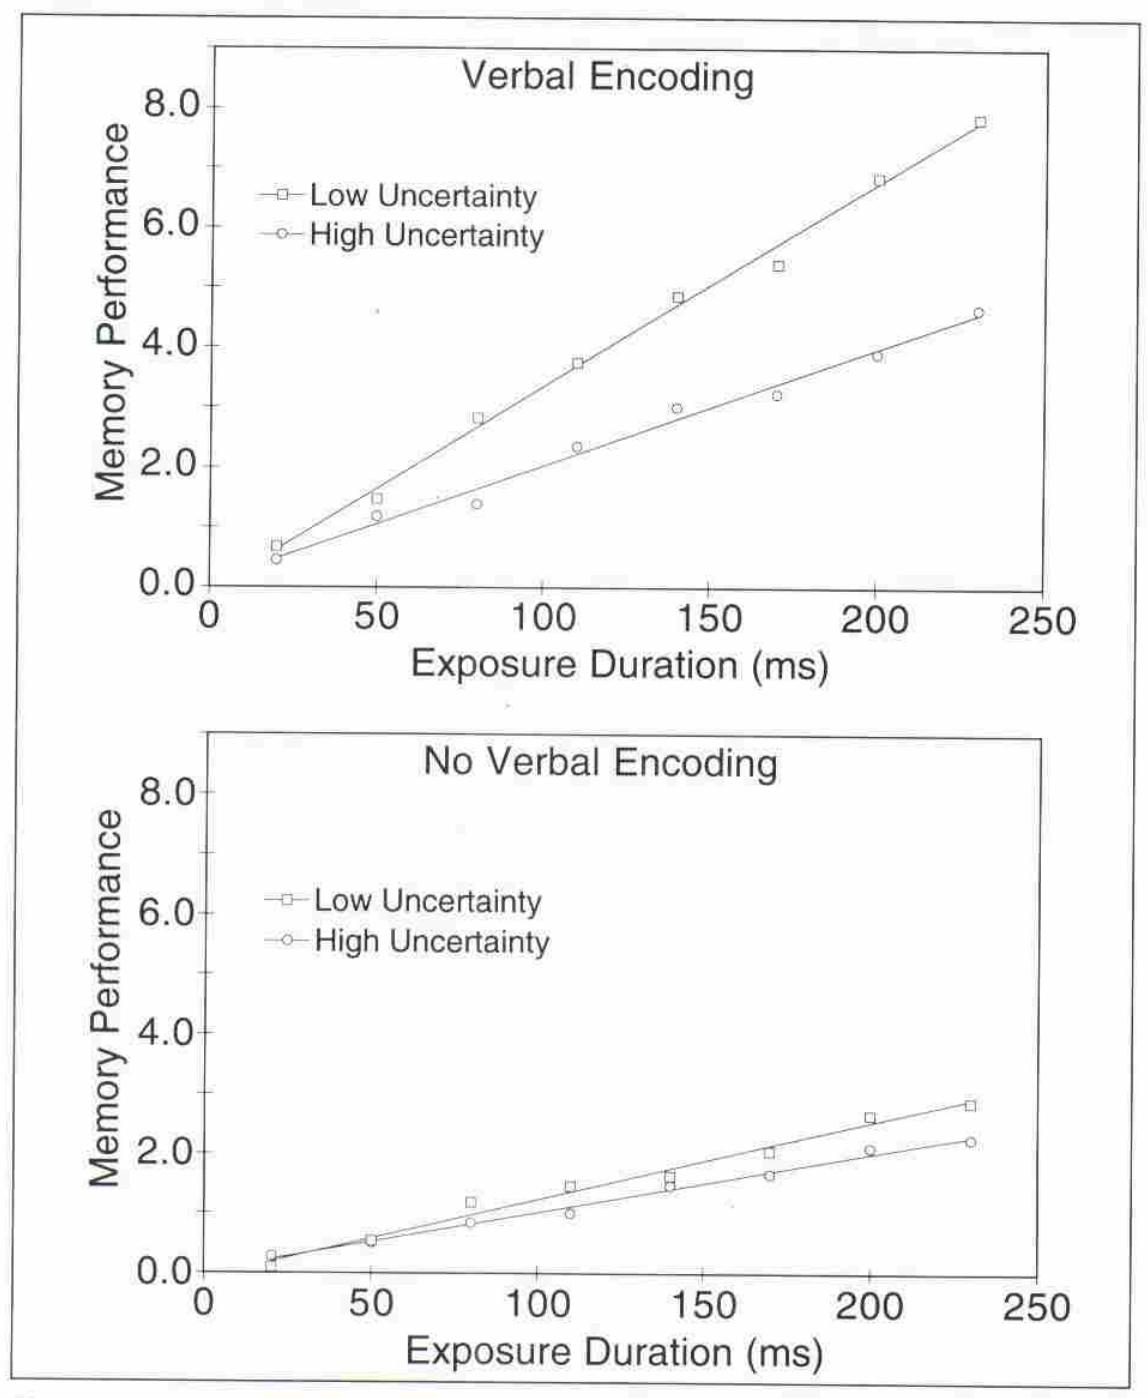 Verbal Encoding
8.0
6.0
4.0
2.0
0.0
Memory Performance
Low Uncertainty
High Uncertainty
0 50 100 150 200 250
Exposure Duration (ms)
No Verbal Encoding
8.0
6.0
4.0
2.0
0.0
Memory Performance
Low Uncertainty
High Uncertainty
0 50 100 150 200 250
Exposure Duration (ms)